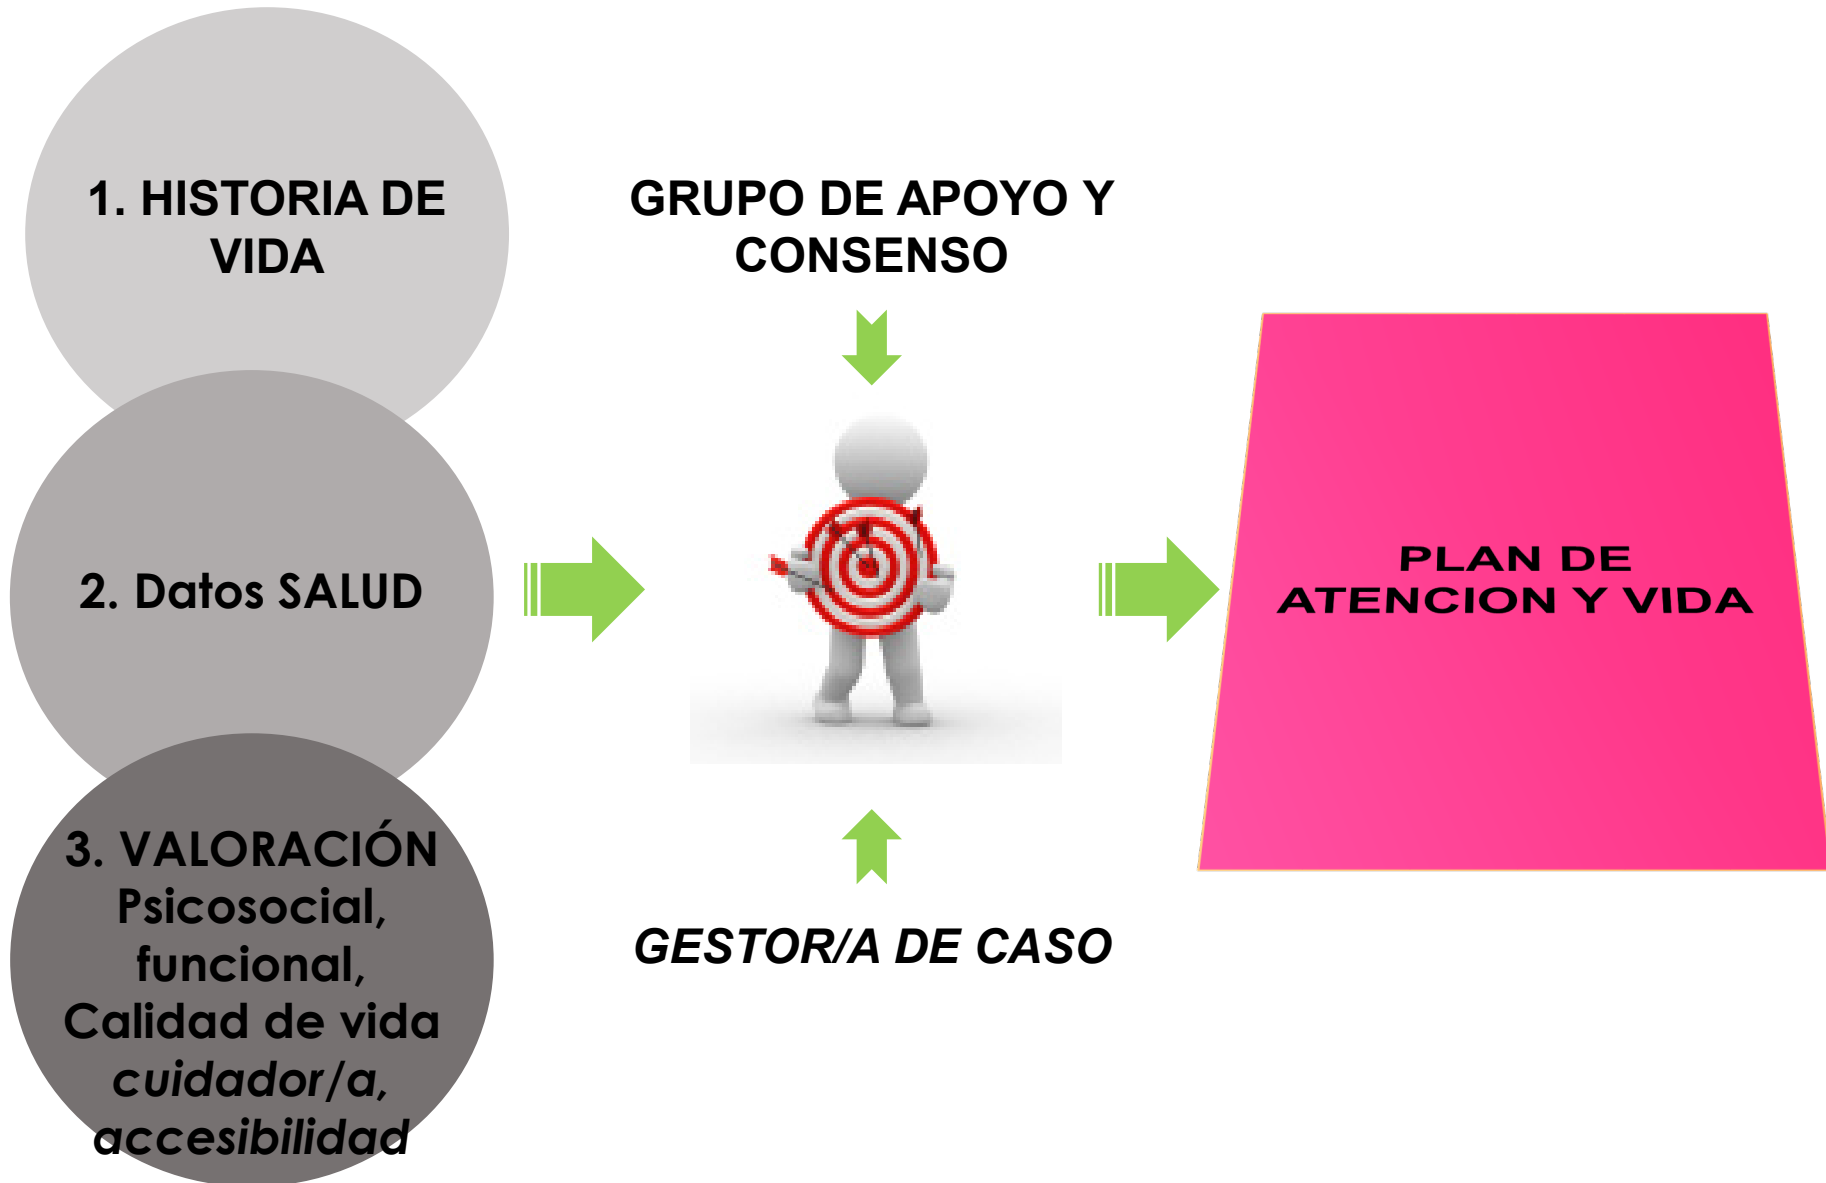 1. HISTORIA DE
VIDA
2. Datos SALUD
3. VALORACIÓN
Psicosocial,
funcional,
Calidad de vida
cuidador/a,
accesibilidad
GRUPO DE APOYO Y
CONSENSO
GESTOR/A DE CASO
PLAN DE
ATENCION Y VIDA